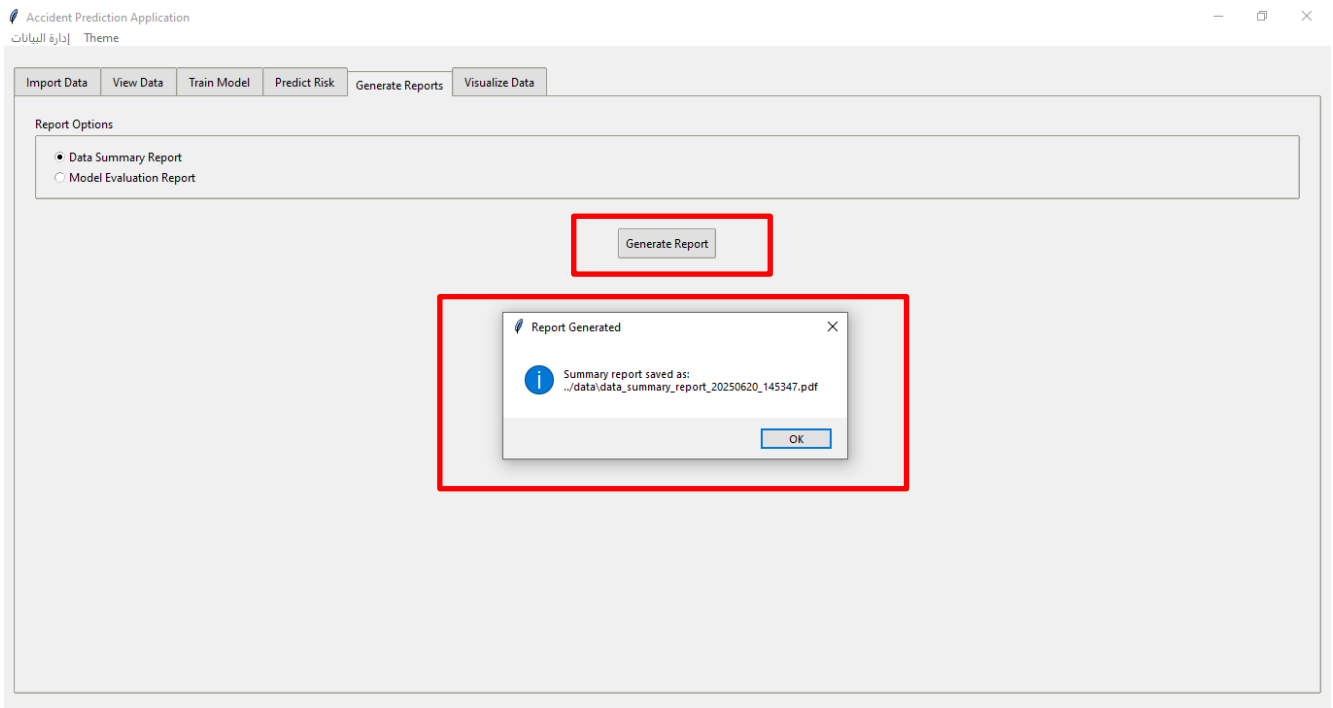 Accident Prediction Application
إدارة البيانات Theme
Import Data View Data Train Model Predict Risk Generate Reports Visualize Data
Report Options
Data Summary Report
Model Evaluation Report
Generate Report
Report Generated
Summary report saved as:
../data\data_summary_report_20250620_145347.pdf
OK